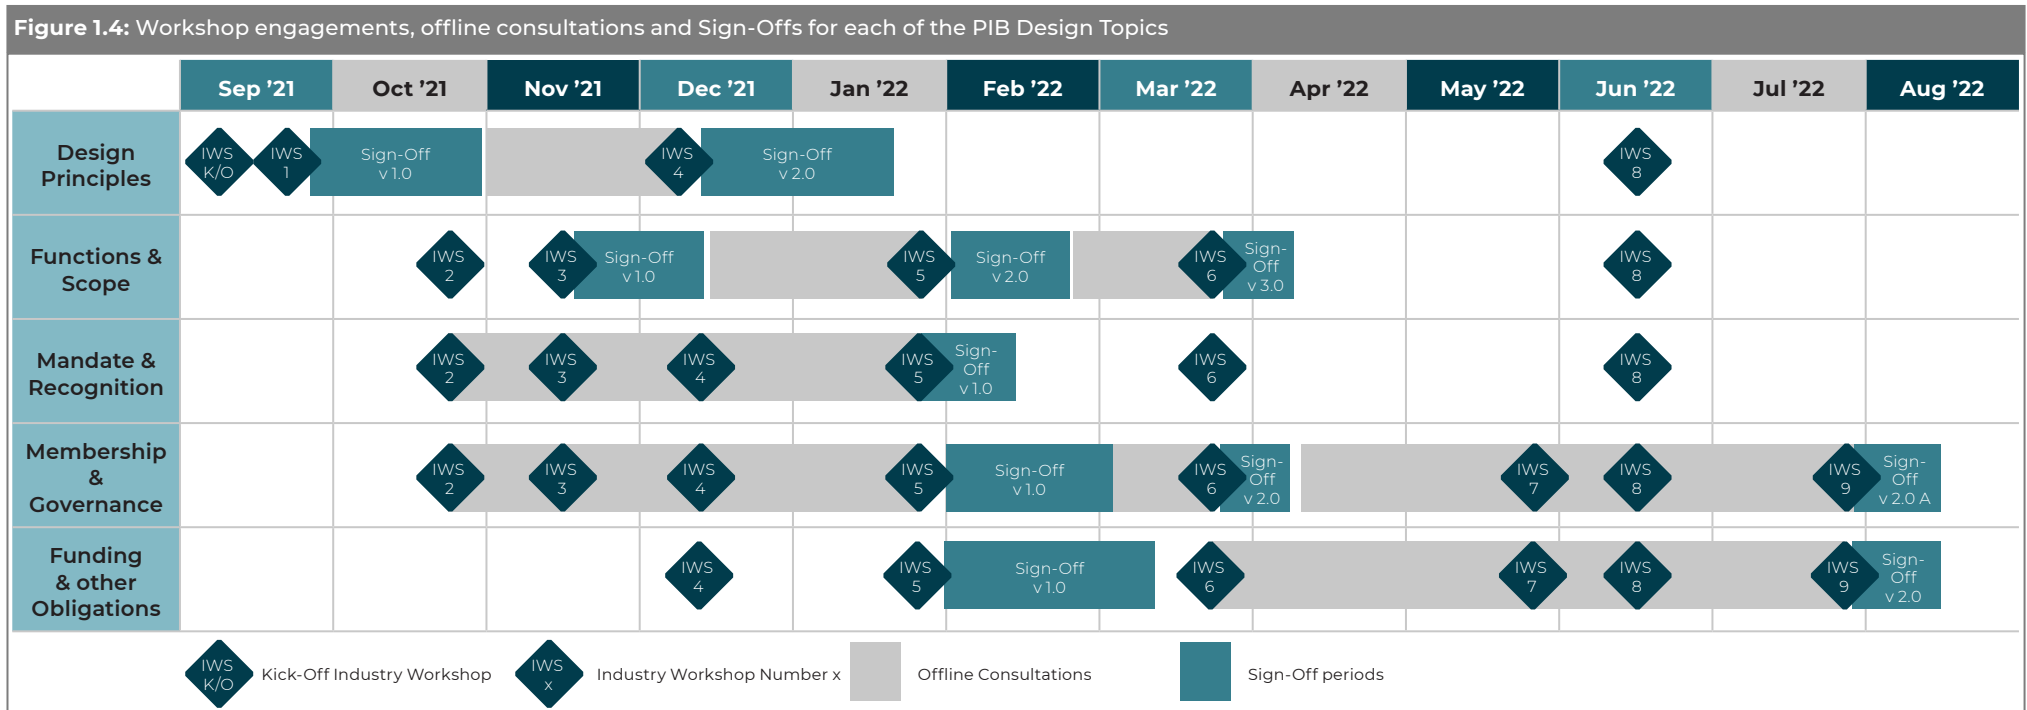 Figure 1.4: Workshop engagements, offline consultations and Sign-Offs for each of the PIB Design Topics
Sep ’21 Oct ’21 Nov ’21 Dec ’21 Jan ’22 Feb ’22 Mar ’22 Apr ’22 May ’22 Jun ’22 Jul ’22 Aug ’22
Design
Principles
IWS
K/O
IWS
1
Sign-Off
v 1.0
IWS
4
Sign-Off
v 2.0
IWS
8
Functions &
Scope
IWS
2
IWS
3
Sign-Off
v 1.0
IWS
5
Sign-Off
v 2.0
IWS
6
Sign-
Off
v 3.0
IWS
8
Mandate &
Recognition
IWS
2
IWS
3
IWS
4
IWS
5
Sign-
Off
v 1.0
IWS
6
IWS
8
Membership
&
Governance
IWS
2
IWS
3
IWS
4
IWS
5
Sign-Off
v 1.0
IWS
6
Sign-
Off
v 2.0
IWS
7
IWS
8
IWS
9
Sign-
Off
v 2.0 A
Funding
& other
Obligations
IWS
4
IWS
5
Sign-Off
v 1.0
IWS
6
IWS
7
IWS
8
IWS
9
Sign-
Off
v 2.0
IWS
K/O
Kick-Off Industry Workshop
IWS
x
Industry Workshop Number x
Offline Consultations
Sign-Off periods